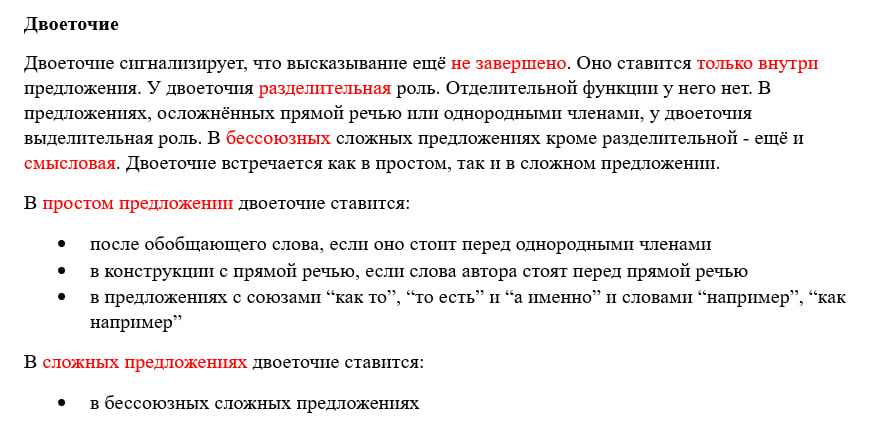 Двоеточие
Двоеточие сигнализирует, что высказывание ещё не завершено. Оно ставится только внутри
предложения. У двоеточия разделительная роль. Отделительной функции у него нет. В
предложениях, осложнённых прямой речью или однородными членами, у двоеточия
выделительная роль. В бессоюзных сложных предложениях кроме разделительной - ещё и
смысловая. Двоеточие встречается как в простом, так и в сложном предложении.
В простом предложении двоеточие ставится:
• после обобщающего слова, если оно стоит перед однородными членами
• в конструкции с прямой речью, если слова автора стоят перед прямой речью
• в предложениях с союзами “как то”, “то есть” и “а именно” и словами “например”, “как
например”
В сложных предложениях двоеточие ставится:
• в бессоюзных сложных предложениях